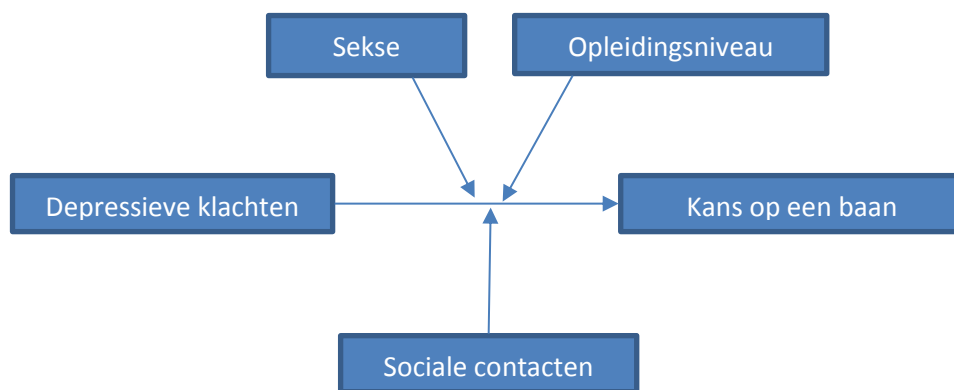 Sekse
Opleidingsniveau
Depressieve klachten
Kans op een baan
Sociale contacten